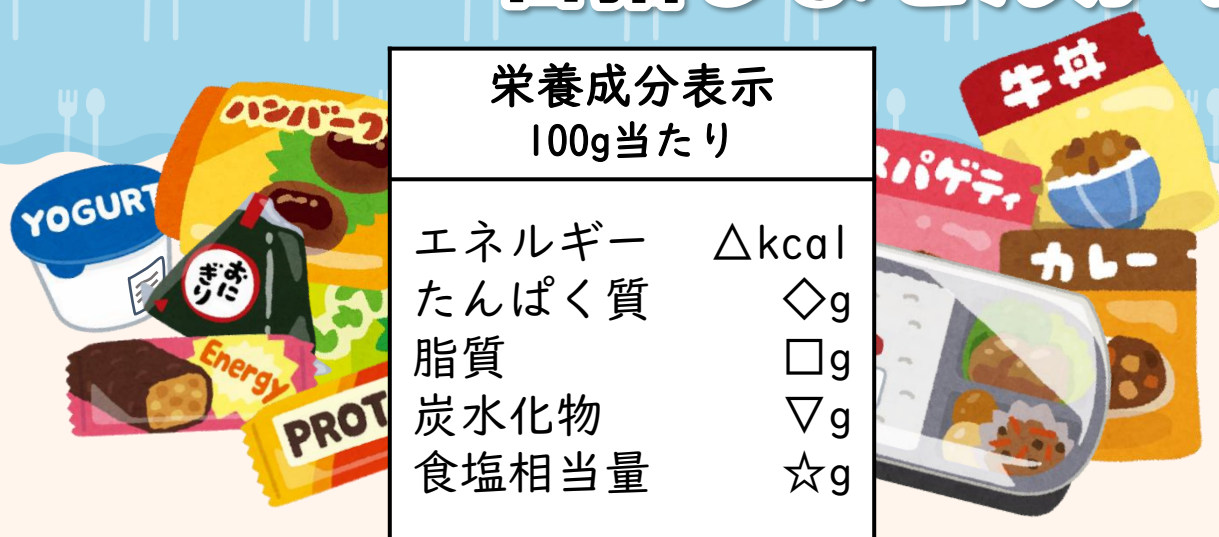 栄養成分表示
100g当たり
エネルギー △kcal
たんぱく質 ◇g
脂質 □g
炭水化物 ▽g
食塩相当量 ☆g
ハンバーグ
YOGURT
おにぎり
Energy
PROT
牛丼
スパゲティ
カレー